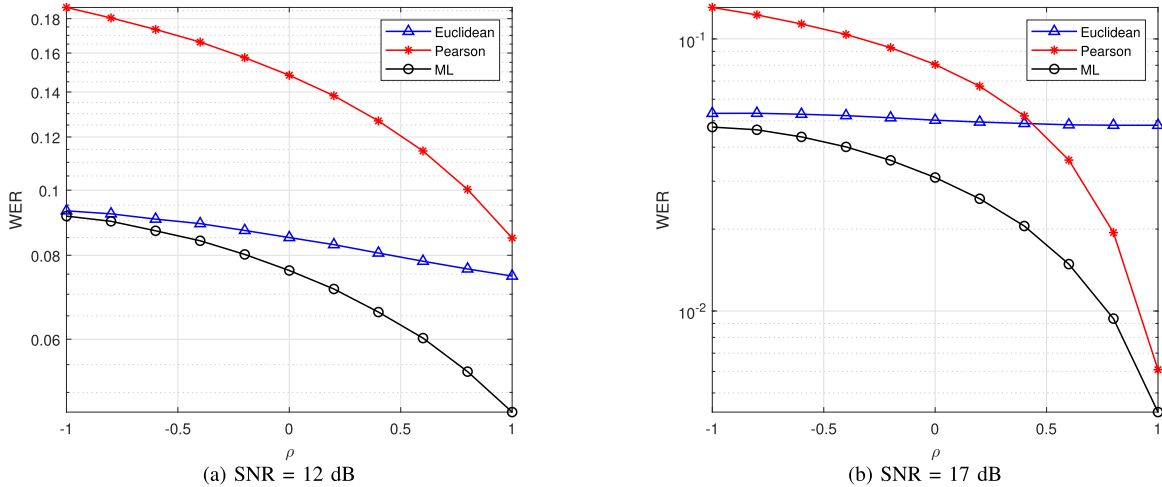 0.18
0.16
0.14
0.12
0.1
0.08
0.06
WER
-1
-0.5
0
0.5
1
ρ
Euclidean
Pearson
ML
(a) SNR = 12 dB
10⁻¹
10⁻²
WER
-1
-0.5
0
0.5
1
ρ
Euclidean
Pearson
ML
(b) SNR = 17 dB